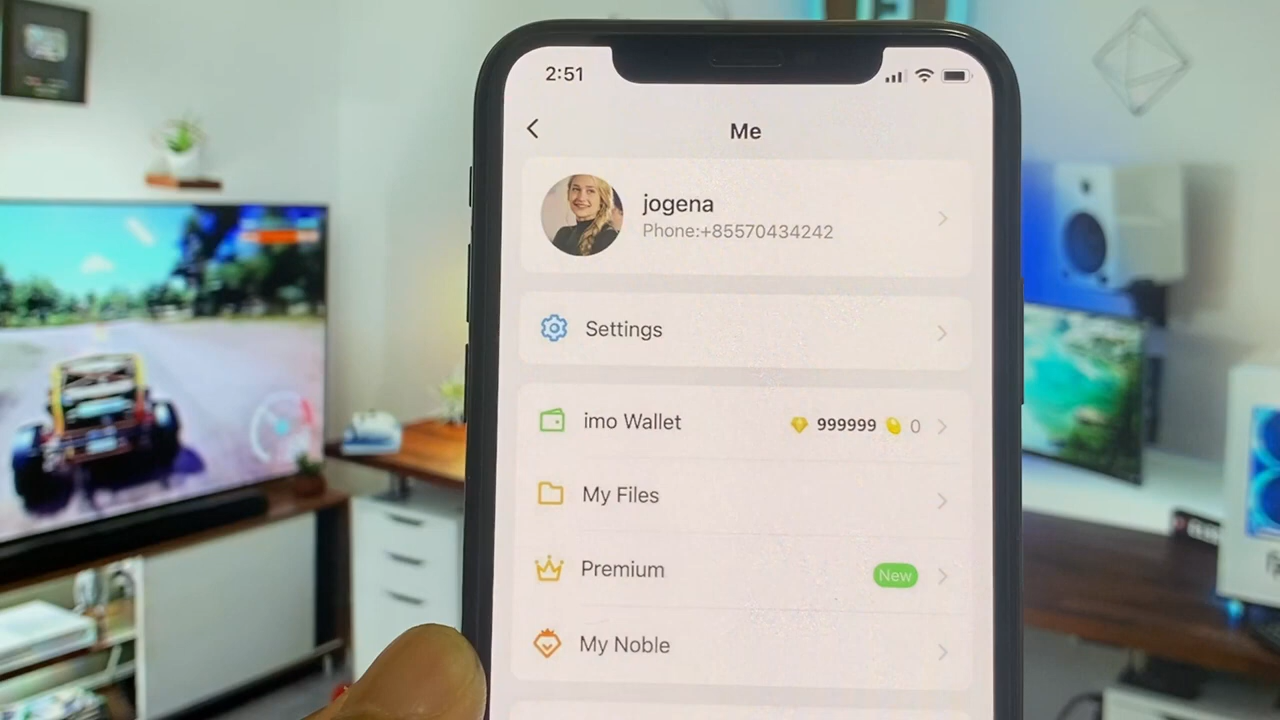 2:51
Me
jogena
Phone:+85570434242
Settings
imo Wallet 999999 0
My Files
Premium New
My Noble